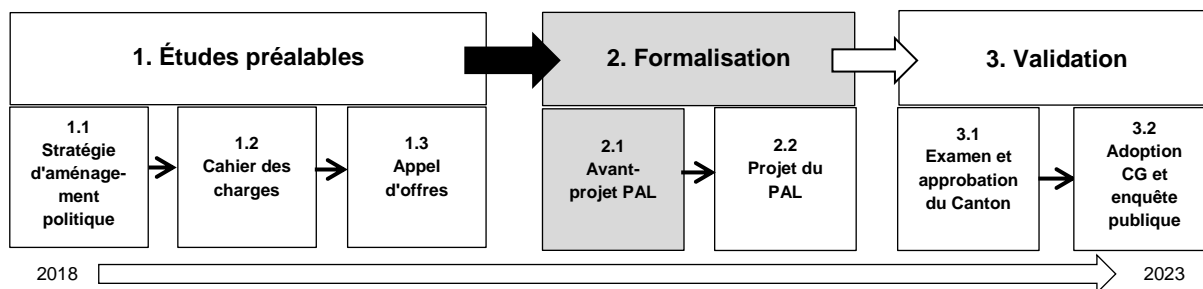 1. Études préalables
2. Formalisation
3. Validation
1.1
Stratégie
d'aménage-
ment
politique
1.2
Cahier des
charges
1.3
Appel
d'offres
2.1
Avant-
projet PAL
2.2
Projet du
PAL
3.1
Examen et
approbation
du Canton
3.2
Adoption
CG et
enquête
publique
2018
2023